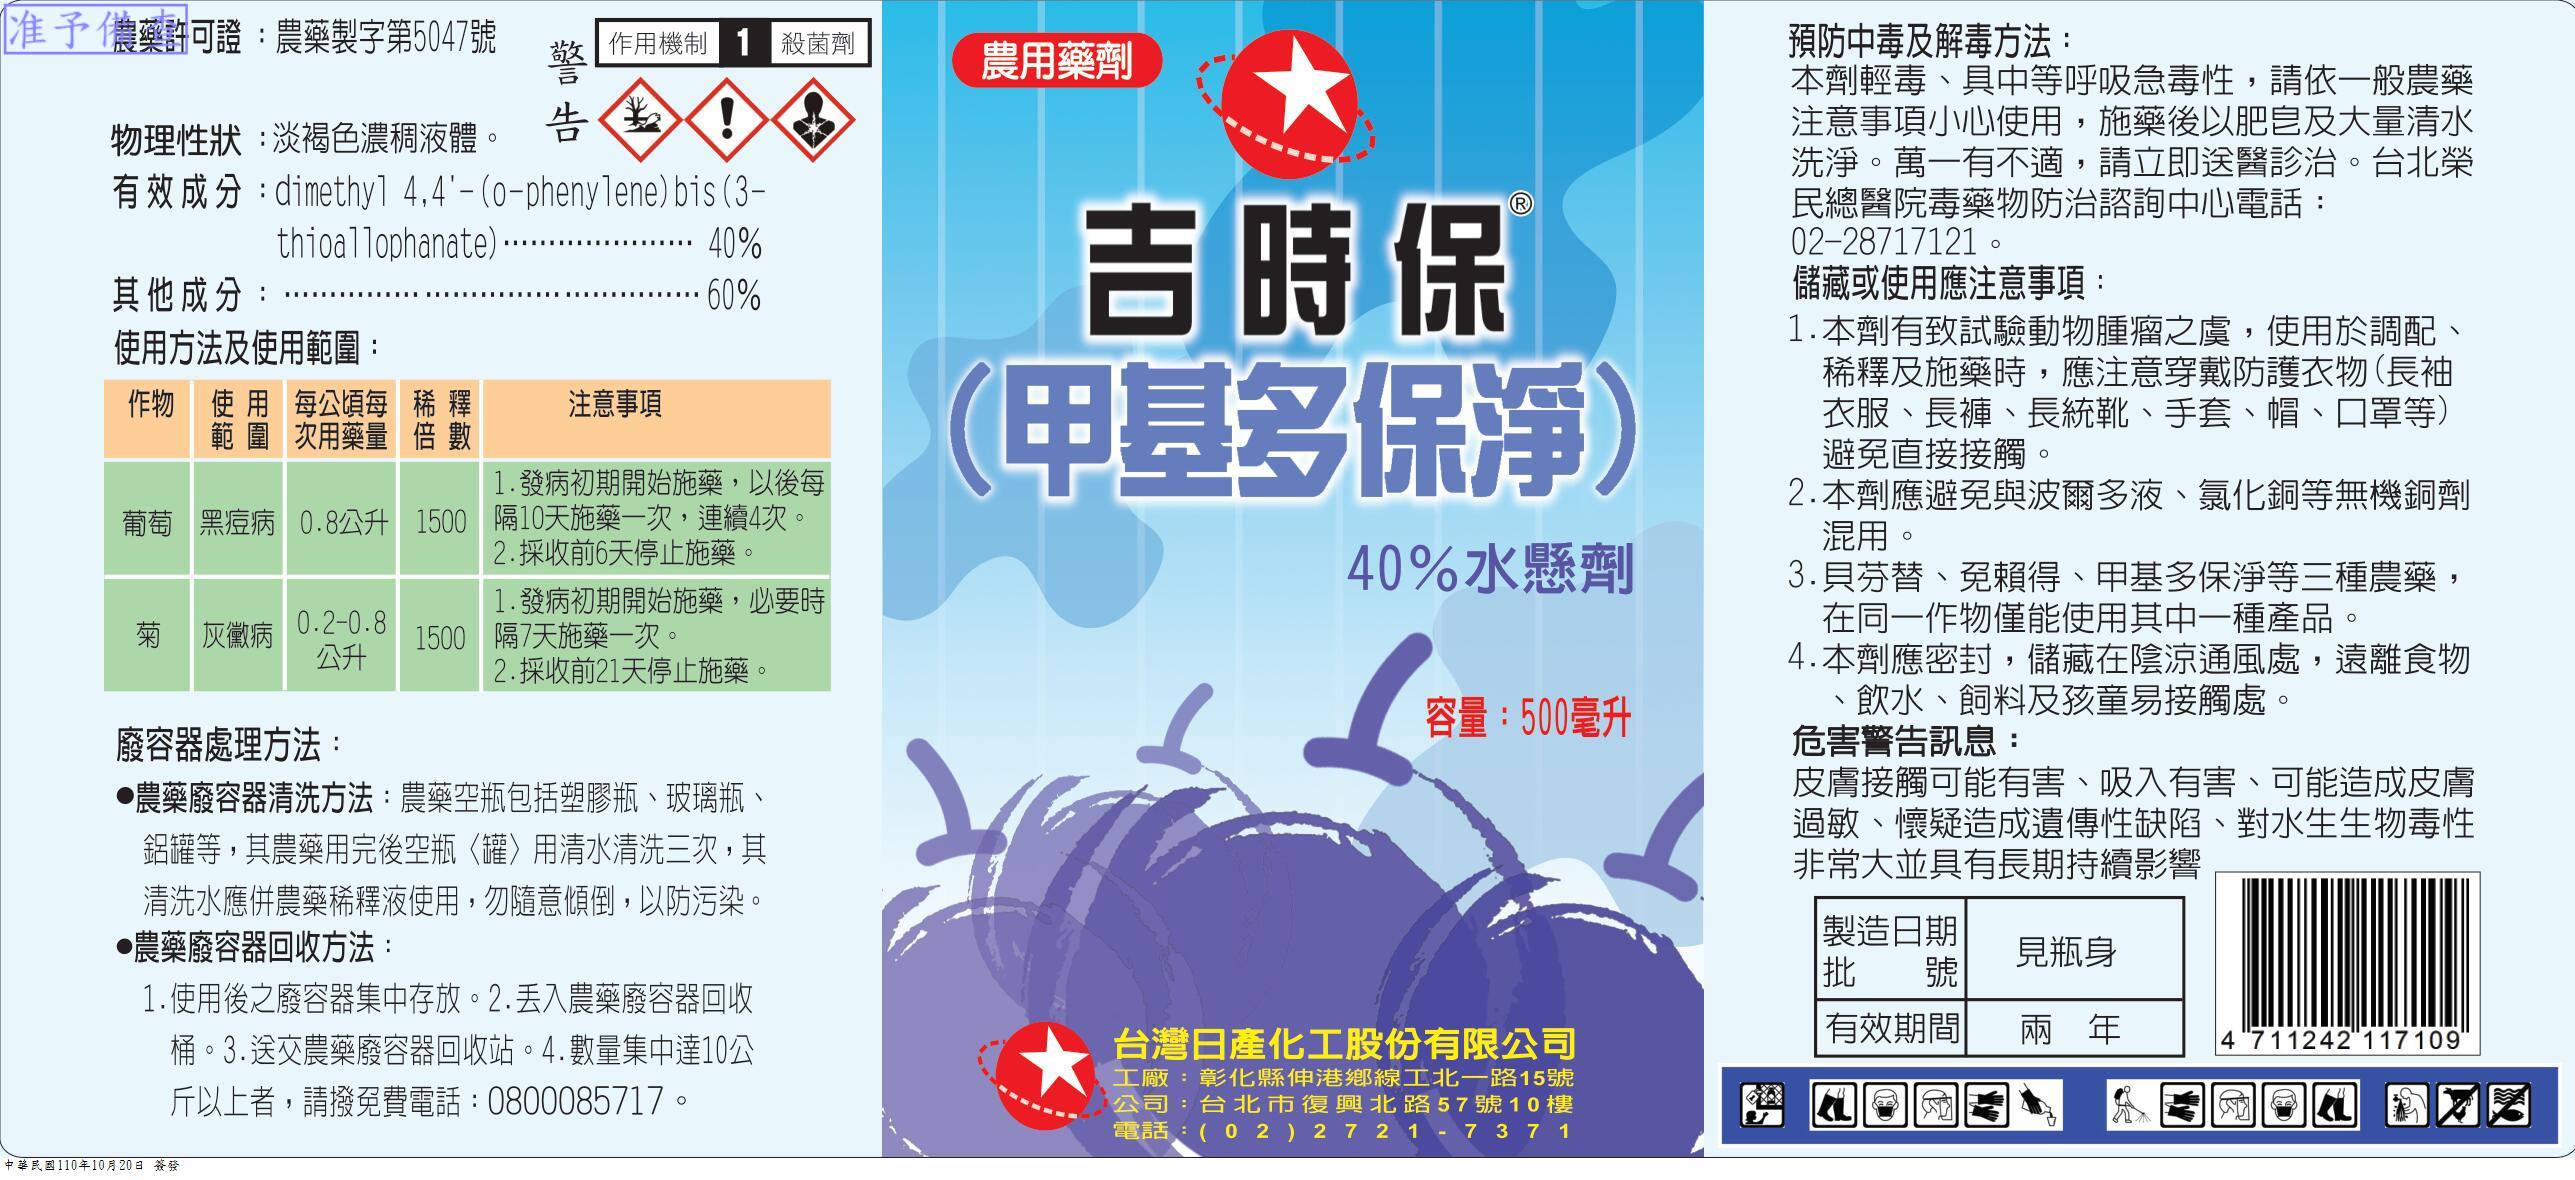 准予備查
農藥許可證：農藥製字第5047號
警告
作用機制 1 殺菌劑
物理性狀：淡褐色濃稠液體。
有效成分：dimethyl 4,4'-(o-phenylene)bis(3-
thioallophanate)………………… 40%
其他成分：……………………………………… 60%
使用方法及使用範圍：
作物 使用範圍 每公頃每次用藥量 稀釋倍數 注意事項
葡萄 黑痘病 0.8公升 1500 1.發病初期開始施藥，以後每
隔10天施藥一次，連續4次。
2.採收前6天停止施藥。
菊 灰黴病 0.2-0.8公升 1500 1.發病初期開始施藥，必要時
隔7天施藥一次。
2.採收前21天停止施藥。
廢容器處理方法：
●農藥廢容器清洗方法：農藥空瓶包括塑膠瓶、玻璃瓶、
鋁罐等，其農藥用完後空瓶〈罐〉用清水清洗三次，其
清洗水應併農藥稀釋液使用，勿隨意傾倒，以防污染。
●農藥廢容器回收方法：
1.使用後之廢容器集中存放。2.丟入農藥廢容器回收
桶。3.送交農藥廢容器回收站。4.數量集中達10公
斤以上者，請撥免費電話：0800085717。
中華民國110年10月20日 簽發
農用藥劑
吉時保®
(甲基多保淨)
40%水懸劑
容量：500毫升
台灣日產化工股份有限公司
工廠：彰化縣伸港鄉線工北一路15號
公司：台北市復興北路57號10樓
電話：(02)2721-7371
預防中毒及解毒方法：
本劑輕毒、具中等呼吸急毒性，請依一般農藥
注意事項小心使用，施藥後以肥皂及大量清水
洗淨。萬一有不適，請立即送醫診治。台北榮
民總醫院毒藥物防治諮詢中心電話：
02-28717121。
儲藏或使用應注意事項：
1.本劑有致試驗動物腫瘤之虞，使用於調配、
稀釋及施藥時，應注意穿戴防護衣物(長袖
衣服、長褲、長統靴、手套、帽、口罩等)
避免直接接觸。
2.本劑應避免與波爾多液、氯化銅等無機銅劑
混用。
3.貝芬替、免賴得、甲基多保淨等三種農藥，
在同一作物僅能使用其中一種產品。
4.本劑應密封，儲藏在陰涼通風處，遠離食物
、飲水、飼料及孩童易接觸處。
危害警告訊息：
皮膚接觸可能有害、吸入有害、可能造成皮膚
過敏、懷疑造成遺傳性缺陷、對水生生物毒性
非常大並具有長期持續影響
製造日期
批號 見瓶身
有效期間 兩 年
4 711242 117109